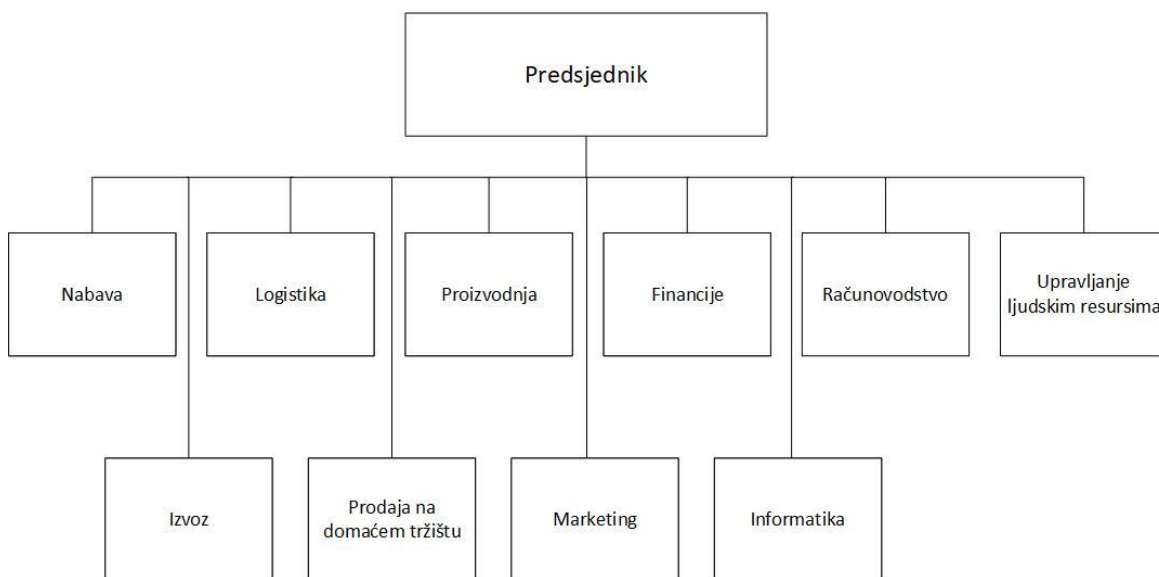 Predsjednik
Nabava
Logistika
Proizvodnja
Financije
Računovodstvo
Upravljanje
ljudskim resursima
Izvoz
Prodaja na
domaćem tržištu
Marketing
Informatika